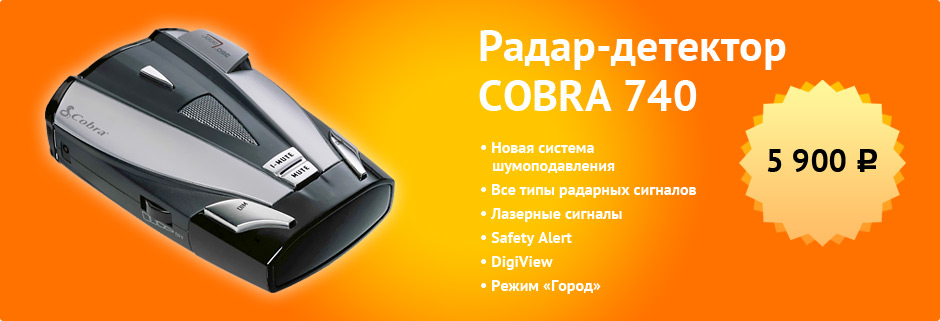 Радар-детектор
COBRA 740
• Новая система
шумоподавления
• Все типы радарных сигналов
• Лазерные сигналы
• Safety Alert
• DigiView
• Режим «Город»
5 900 ₽
Cobra®
I-MUTE
MUTE
DIM